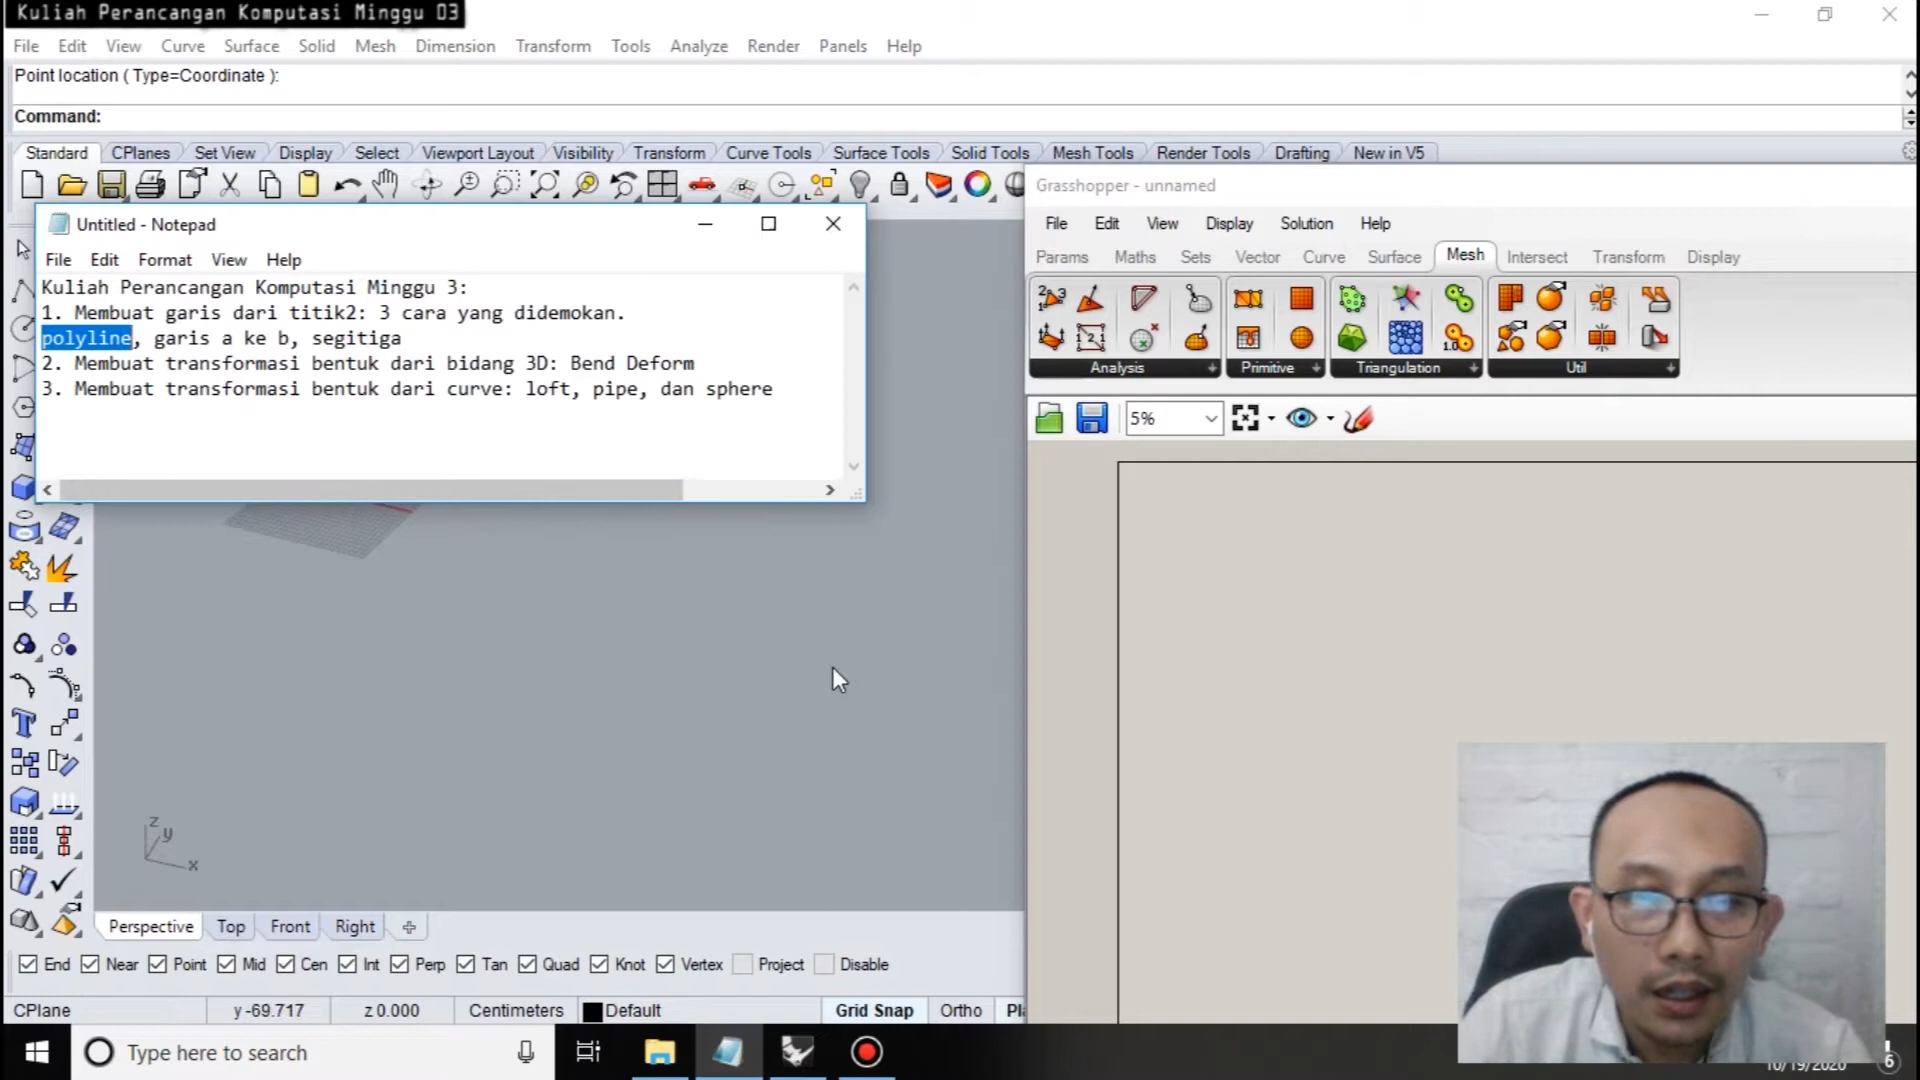 Kuliah Perancangan Komputasi Minggu 03
File Edit View Curve Surface Solid Mesh Dimension Transform Tools Analyze Render Panels Help
Point location ( Type=Coordinate ):
Command:
Standard CPlanes Set View Display Select Viewport Layout Visibility Transform Curve Tools Surface Tools Solid Tools Mesh Tools Render Tools Drafting New in V5
Untitled - Notepad
File Edit Format View Help
Kuliah Perancangan Komputasi Minggu 3:
1. Membuat garis dari titik2: 3 cara yang didemokan.
polyline, garis a ke b, segitiga
2. Membuat transformasi bentuk dari bidang 3D: Bend Deform
3. Membuat transformasi bentuk dari curve: loft, pipe, dan sphere
Grasshopper - unnamed
File Edit View Display Solution Help
Params Maths Sets Vector Curve Surface Mesh Intersect Transform Display
Analysis Primitive Triangulation Util
5%
z
y
x
Perspective Top Front Right
End Near Point Mid Cen Int Perp Tan Quad Knot Vertex Project Disable
CPlane y -69.717 z 0.000 Centimeters Default Grid Snap Ortho
Type here to search
10/19/2020